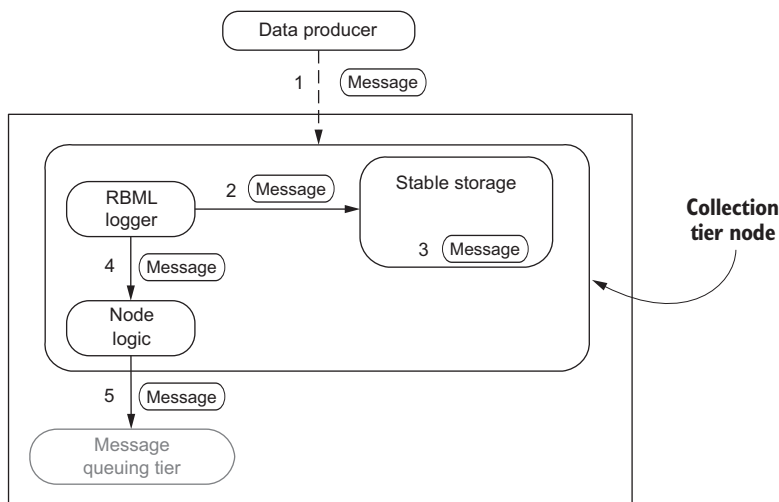 Data producer
1 Message
RBML
logger
2 Message
Stable storage
3 Message
Collection
tier node
4 Message
Node
logic
5 Message
Message
queuing tier